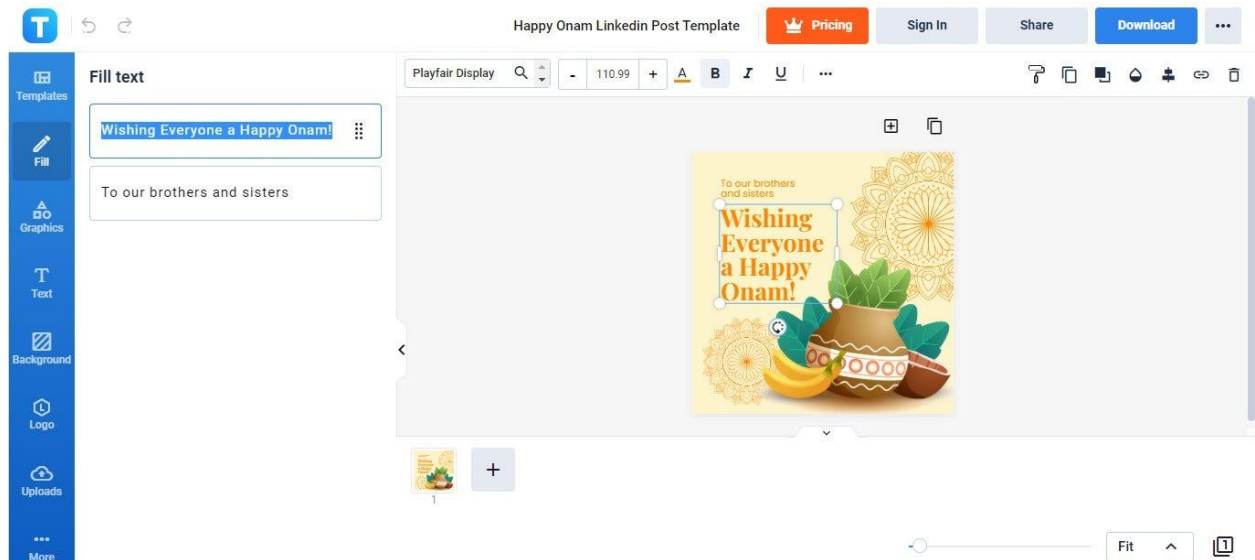 T
Happy Onam Linkedin Post Template
Pricing
Sign In
Share
Download
Templates
Fill
Graphics
Text
Background
Logo
Uploads
More
Fill text
Wishing Everyone a Happy Onam!
To our brothers and sisters
Playfair Display
- 110.99 + A B I U
To our brothers
and sisters
Wishing
Everyone
a Happy
Onam!
+
1
Fit
1